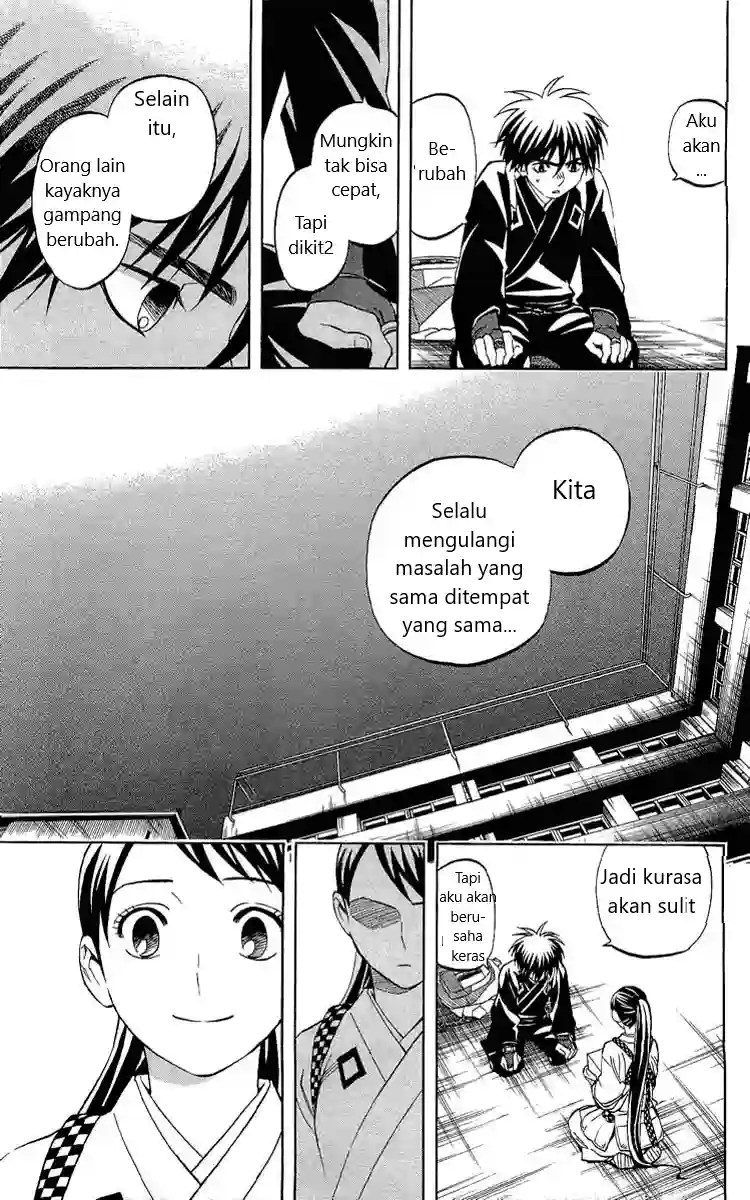 Aku
akan
...
Be-
rubah
Mungkin
tak bisa
cepat,
Tapi
dikit2
Selain
itu,
Orang lain
kayaknya
gampang
berubah.
Kita
Selalu
mengulangi
masalah yang
sama ditempat
yang sama...
Jadi kurasa
akan sulit
Tapi
aku akan
beru-
saha
keras